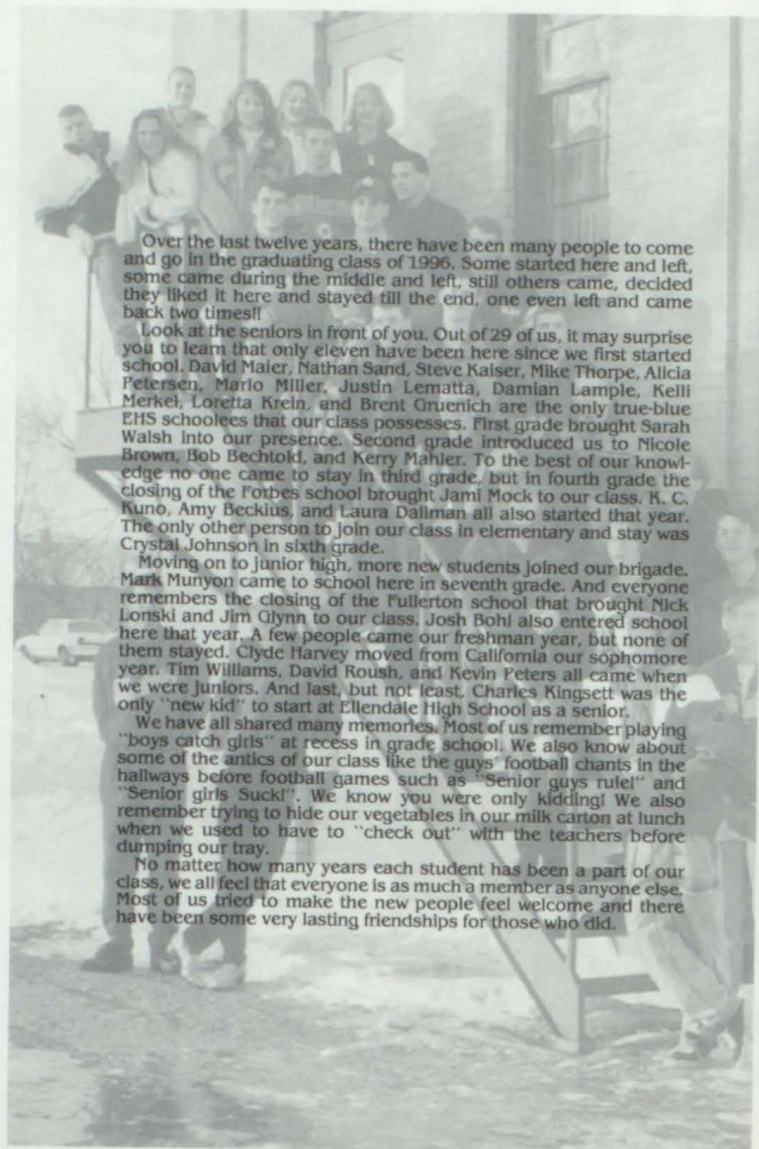 Over the last twelve years, there have been many people to come
and go in the graduating class of 1996. Some started here and left,
some came during the middle and left, still others came, decided
they liked it here and stayed till the end, one even left and came
back two times!!
Look at the seniors in front of you. Out of 29 of us, it may surprise
you to learn that only eleven have been here since we first started
school. David Maier, Nathan Sand, Steve Kaiser, Mike Thorpe, Alicia
Petersen, Mario Miller, Justin Lematta, Damian Lample, Kelli
Merkel, Loretta Krein, and Brent Gruenich are the only true-blue
EHS schoolees that our class possesses. First grade brought Sarah
Walsh into our presence. Second grade introduced us to Nicole
Brown, Bob Bechtold, and Kerry Mahler. To the best of our knowl-
edge no one came to stay in third grade, but in fourth grade the
closing of the Forbes school brought Jami Mock to our class. K. C.
Kuno, Amy Beckius, and Laura Dallman all also started that year.
The only other person to join our class in elementary and stay was
Crystal Johnson in sixth grade.
Moving on to junior high, more new students joined our brigade.
Mark Munyon came to school here in seventh grade. And everyone
remembers the closing of the Fullerton school that brought Nick
Lonski and Jim Glynn to our class. Josh Bohl also entered school
here that year. A few people came our freshman year, but none of
them stayed. Clyde Harvey moved from California our sophomore
year. Tim Williams, David Roush, and Kevin Peters all came when
we were juniors. And last, but not least, Charles Kingsett was the
only "new kid" to start at Ellendale High School as a senior.
We have all shared many memories. Most of us remember playing
"boys catch girls" at recess in grade school. We also know about
some of the antics of our class like the guys' football chants in the
hallways before football games such as "Senior guys rule!" and
"Senior girls Suck!". We know you were only kidding! We also
remember trying to hide our vegetables in our milk carton at lunch
when we used to have to "check out" with the teachers before
dumping our tray.
No matter how many years each student has been a part of our
class, we all feel that everyone is as much a member as anyone else.
Most of us tried to make the new people feel welcome and there
have been some very lasting friendships for those who did.